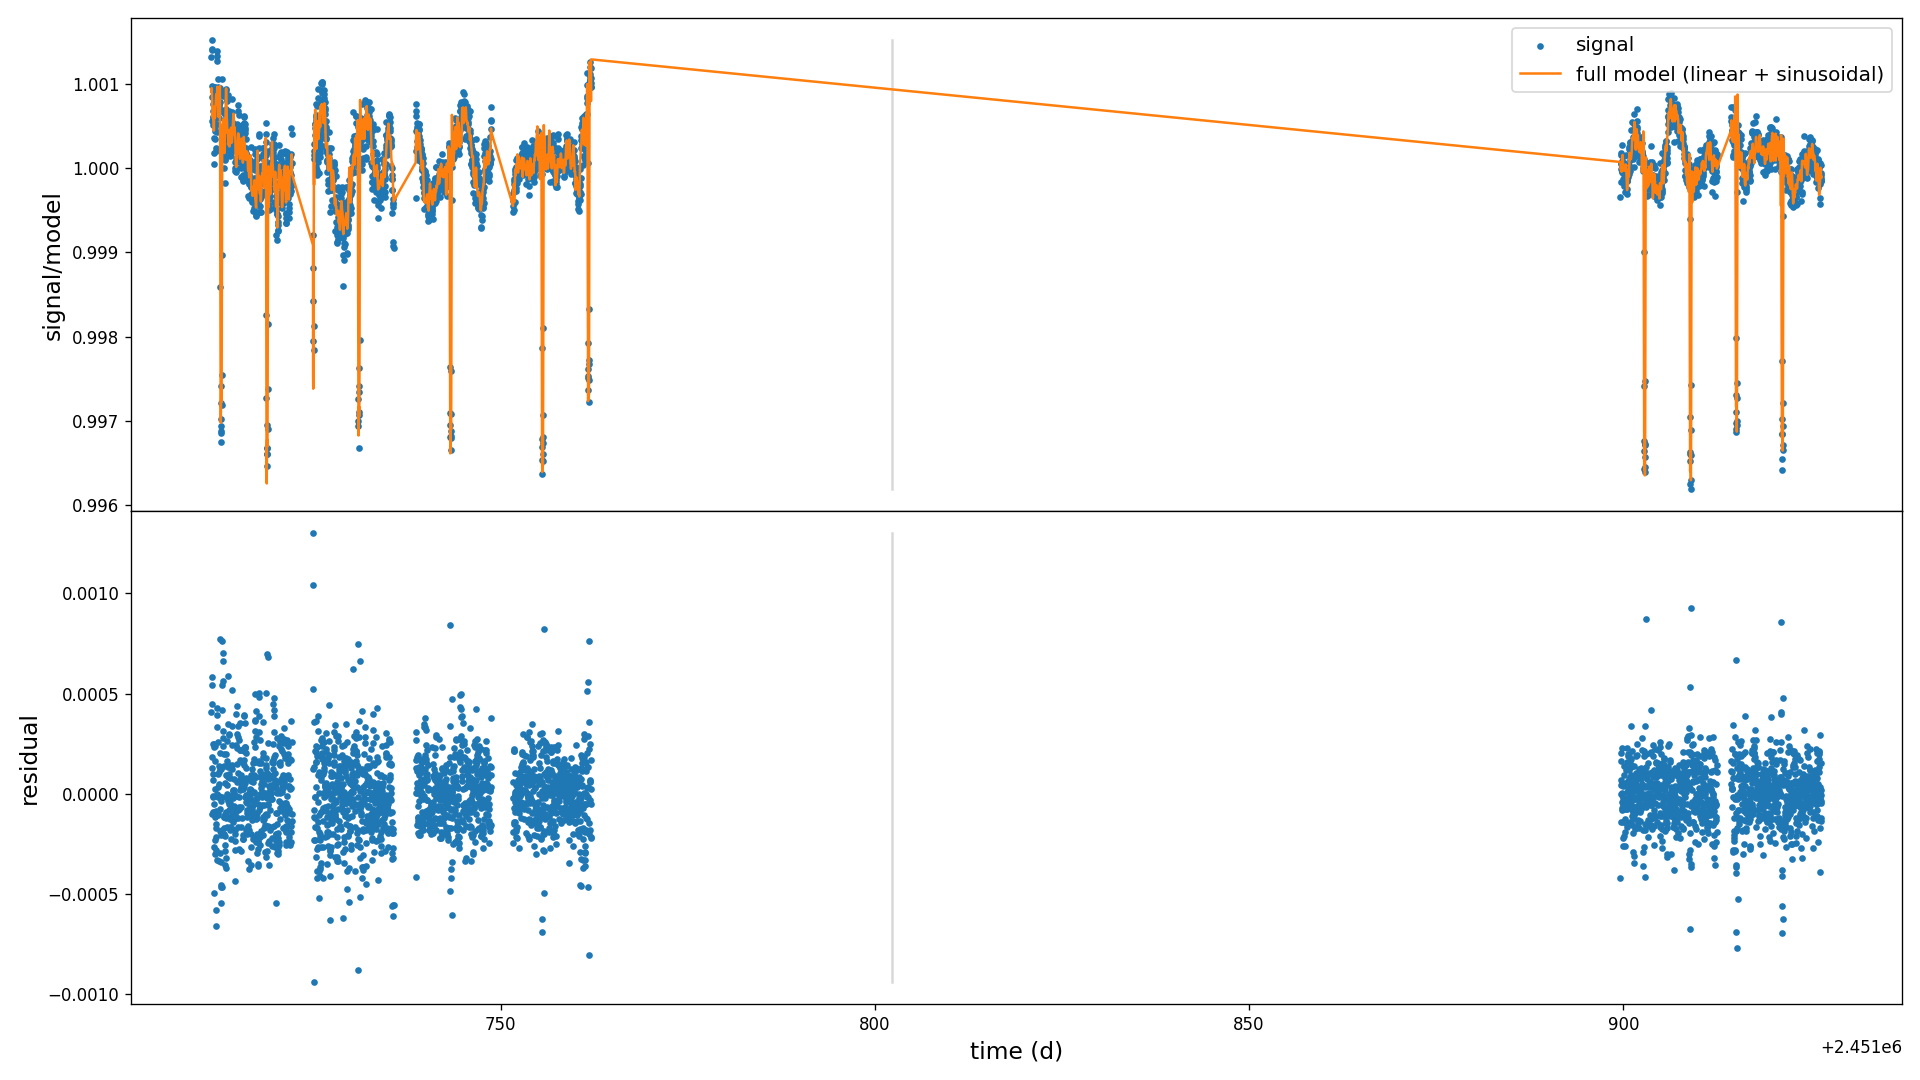 signal
full model (linear + sinusoidal)
1.001
1.000
0.999
0.998
0.997
0.996
signal/model
0.0010
0.0005
0.0000
−0.0005
−0.0010
residual
750
800
850
900
+2.451e6
time (d)